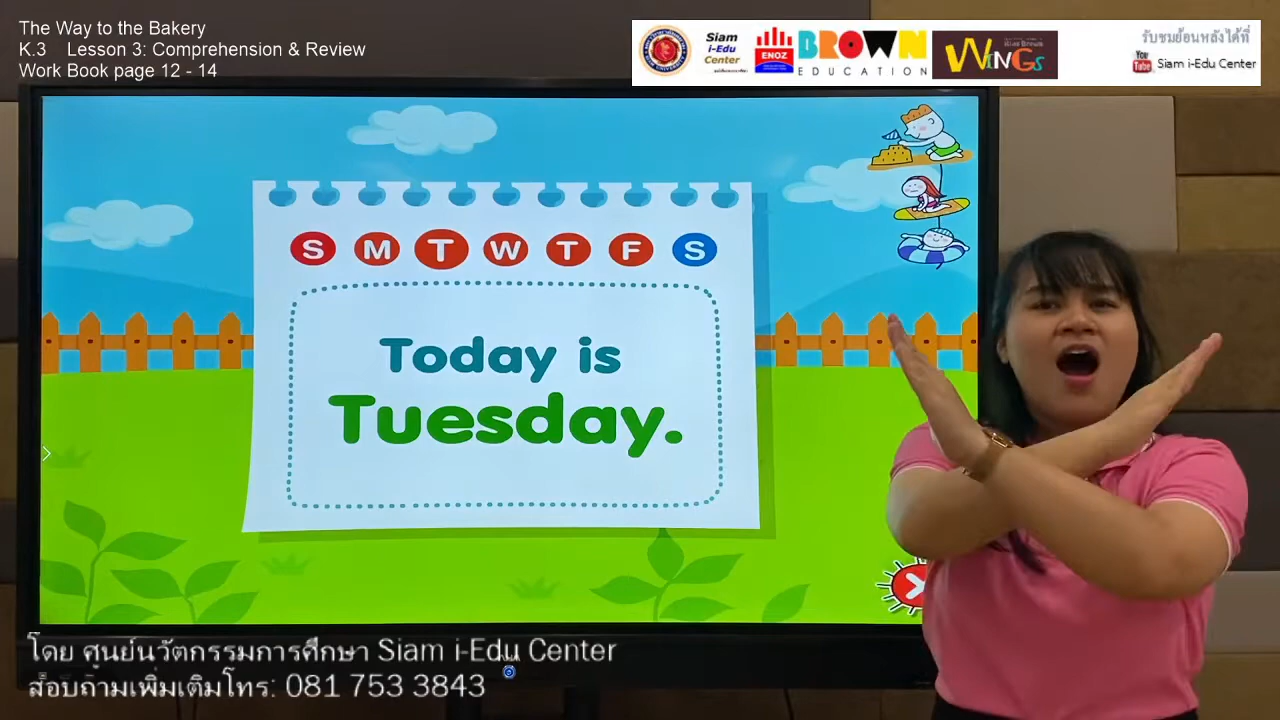 The Way to the Bakery
K.3 Lesson 3: Comprehension & Review
Work Book page 12 - 14
Siam
i-Edu
Center
ENOZ
BROWN
EDUCATION
WINGS
รับชมย้อนหลังได้ที่
You
Tube
Siam i-Edu Center
S M T W T F S
Today is
Tuesday.
โดย ศูนย์นวัตกรรมการศึกษา Siam i-Edu Center
สอบถามเพิ่มเติมโทร: 081 753 3843